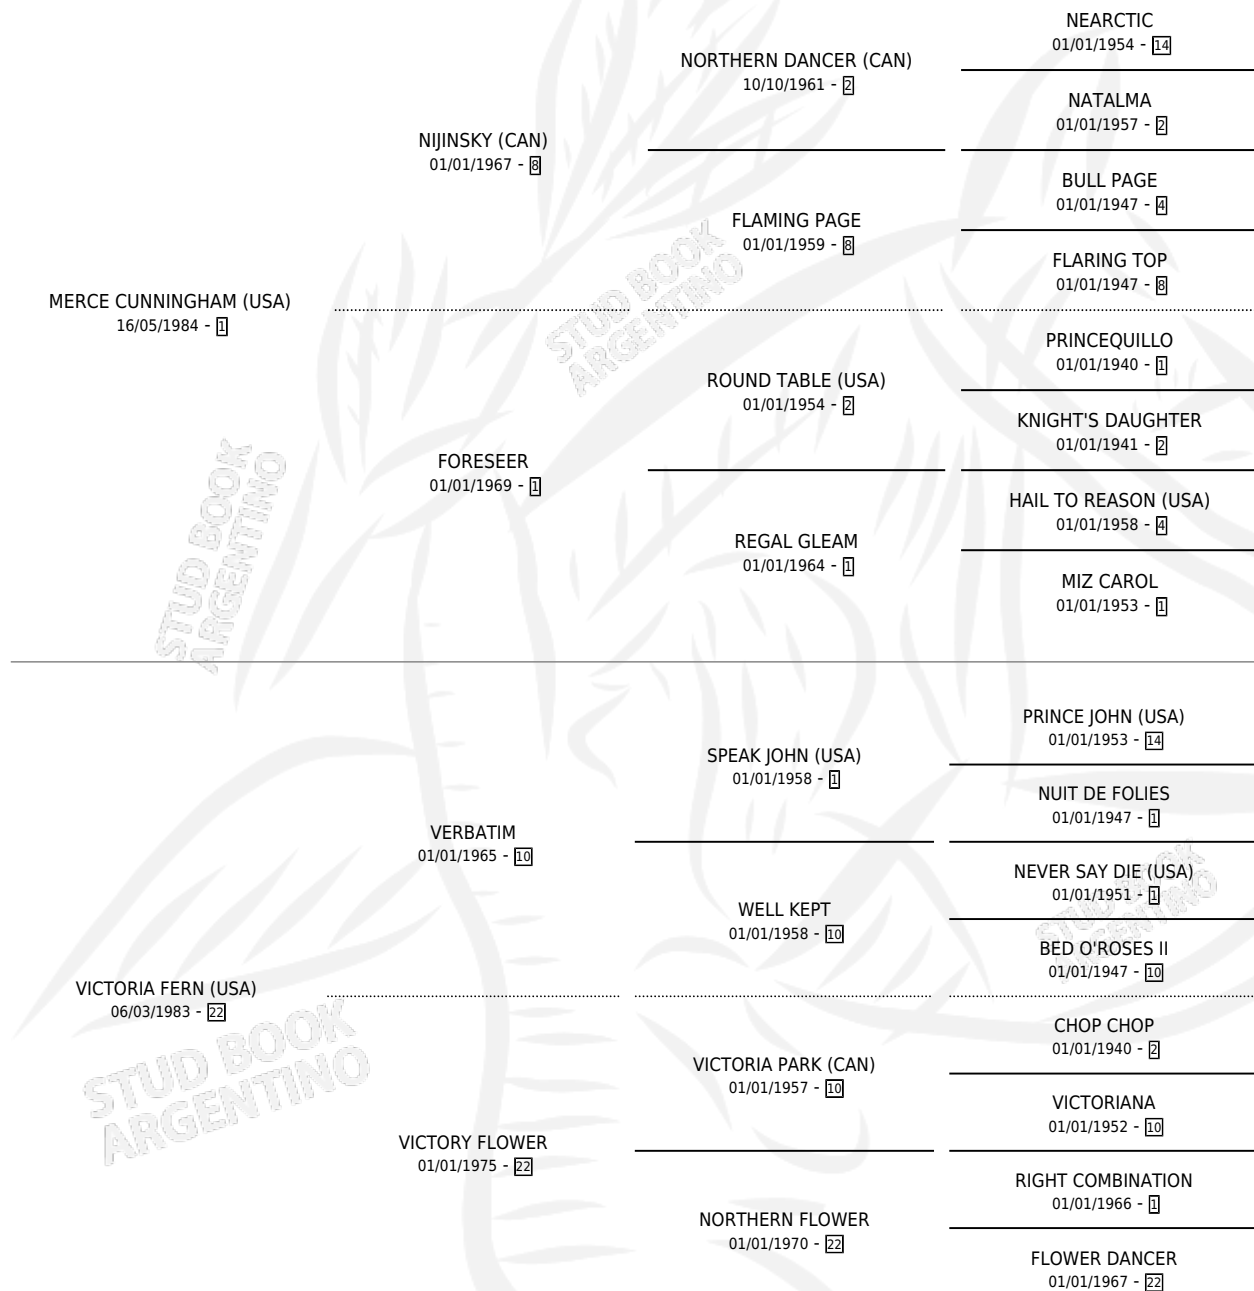 NEARCTIC
01/01/1954 - 14
NORTHERN DANCER (CAN)
10/10/1961 - 2
NATALMA
01/01/1957 - 2
NIJINSKY (CAN)
01/01/1967 - 8
BULL PAGE
01/01/1947 - 4
FLAMING PAGE
01/01/1959 - 8
FLARING TOP
01/01/1947 - 8
MERCE CUNNINGHAM (USA)
16/05/1984 - 1
STUD BOOK
ARGENTINO
PRINCEQUILLO
01/01/1940 - 1
ROUND TABLE (USA)
01/01/1954 - 2
KNIGHT'S DAUGHTER
01/01/1941 - 2
FORESEER
01/01/1969 - 1
HAIL TO REASON (USA)
01/01/1958 - 4
REGAL GLEAM
01/01/1964 - 1
MIZ CAROL
01/01/1953 - 1
STUD BOOK
ARGENTINO
PRINCE JOHN (USA)
01/01/1953 - 14
SPEAK JOHN (USA)
01/01/1958 - 1
NUIT DE FOLIES
01/01/1947 - 1
VERBATIM
01/01/1965 - 10
NEVER SAY DIE (USA)
01/01/1951 - 1
WELL KEPT
01/01/1958 - 10
STUD BOOK
ARGENTINO
BED O'ROSES II
01/01/1947 - 10
VICTORIA FERN (USA)
06/03/1983 - 22
CHOP CHOP
01/01/1940 - 2
VICTORIA PARK (CAN)
01/01/1957 - 10
STUD BOOK
ARGENTINO
VICTORIANA
01/01/1952 - 10
VICTORY FLOWER
01/01/1975 - 22
RIGHT COMBINATION
01/01/1966 - 1
NORTHERN FLOWER
01/01/1970 - 22
FLOWER DANCER
01/01/1967 - 22